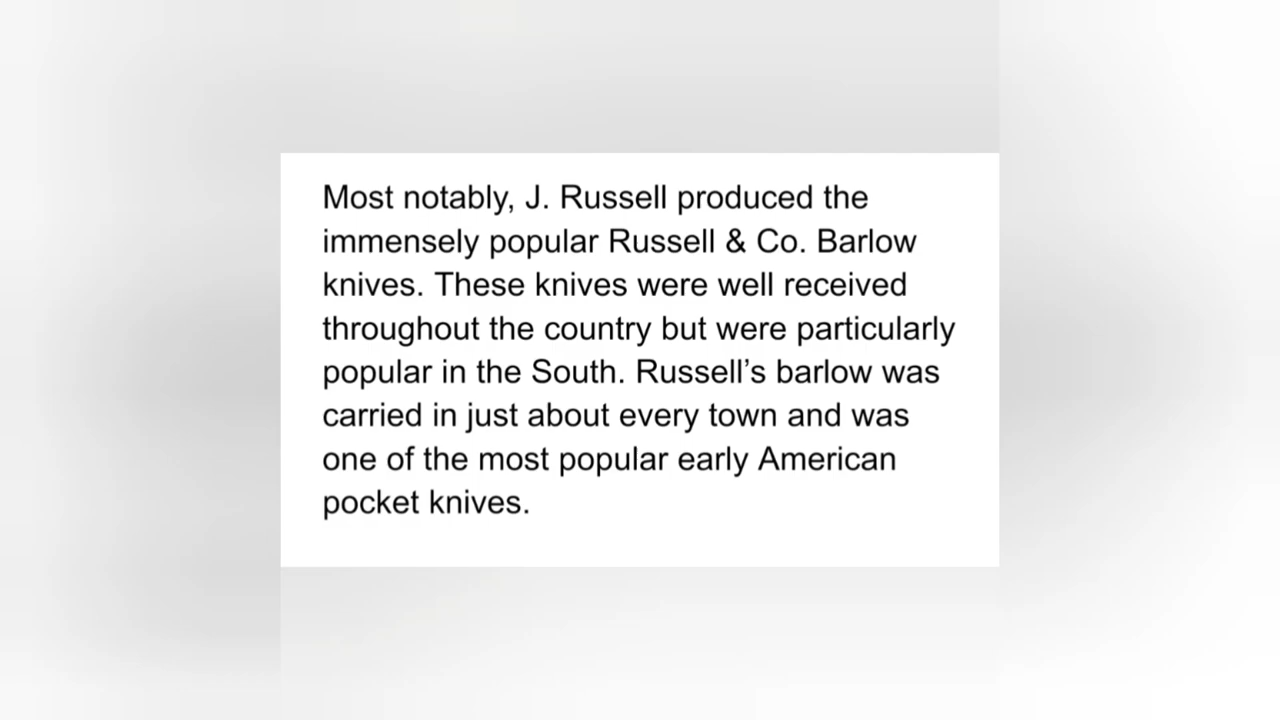 Most notably, J. Russell produced the
immensely popular Russell & Co. Barlow
knives. These knives were well received
throughout the country but were particularly
popular in the South. Russell’s barlow was
carried in just about every town and was
one of the most popular early American
pocket knives.